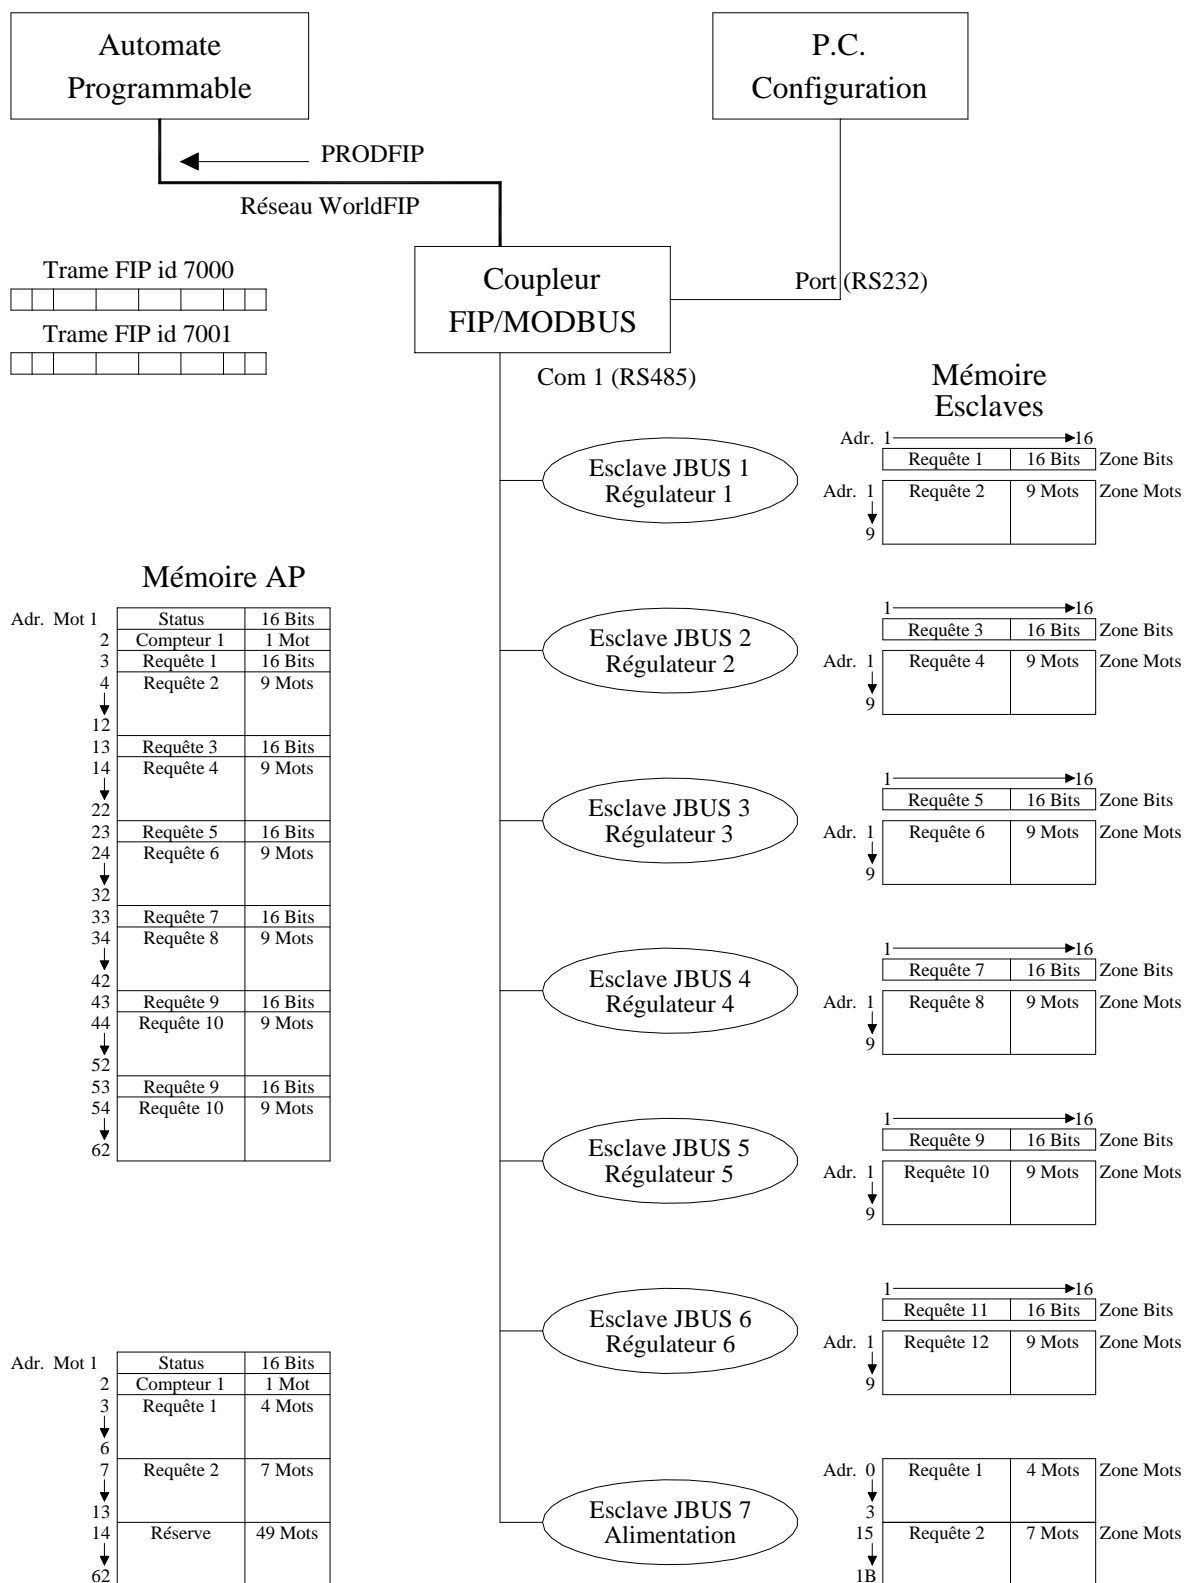 Automate
Programmable
P.C.
Configuration
PRODFIP
Réseau WorldFIP
Trame FIP id 7000
Trame FIP id 7001
Coupleur
FIP/MODBUS
Port (RS232)
Com 1 (RS485)
Mémoire
Esclaves
Esclave JBUS 1
Régulateur 1
Adr. 1 16
Requête 1 16 Bits Zone Bits
Adr. 1 Requête 2 9 Mots Zone Mots
9
Esclave JBUS 2
Régulateur 2
1 16
Requête 3 16 Bits Zone Bits
Adr. 1 Requête 4 9 Mots Zone Mots
9
Esclave JBUS 3
Régulateur 3
1 16
Requête 5 16 Bits Zone Bits
Adr. 1 Requête 6 9 Mots Zone Mots
9
Esclave JBUS 4
Régulateur 4
1 16
Requête 7 16 Bits Zone Bits
Adr. 1 Requête 8 9 Mots Zone Mots
9
Esclave JBUS 5
Régulateur 5
1 16
Requête 9 16 Bits Zone Bits
Adr. 1 Requête 10 9 Mots Zone Mots
9
Esclave JBUS 6
Régulateur 6
1 16
Requête 11 16 Bits Zone Bits
Adr. 1 Requête 12 9 Mots Zone Mots
9
Esclave JBUS 7
Alimentation
Adr. 0 Requête 1 4 Mots Zone Mots
3
15 Requête 2 7 Mots Zone Mots
1B
Mémoire AP
Adr. Mot 1 Status 16 Bits
2 Compteur 1 1 Mot
3 Requête 1 16 Bits
4 Requête 2 9 Mots
12
13 Requête 3 16 Bits
14 Requête 4 9 Mots
22
23 Requête 5 16 Bits
24 Requête 6 9 Mots
32
33 Requête 7 16 Bits
34 Requête 8 9 Mots
42
43 Requête 9 16 Bits
44 Requête 10 9 Mots
52
53 Requête 9 16 Bits
54 Requête 10 9 Mots
62
Adr. Mot 1 Status 16 Bits
2 Compteur 1 1 Mot
3 Requête 1 4 Mots
6
7 Requête 2 7 Mots
13
14 Réserve 49 Mots
62